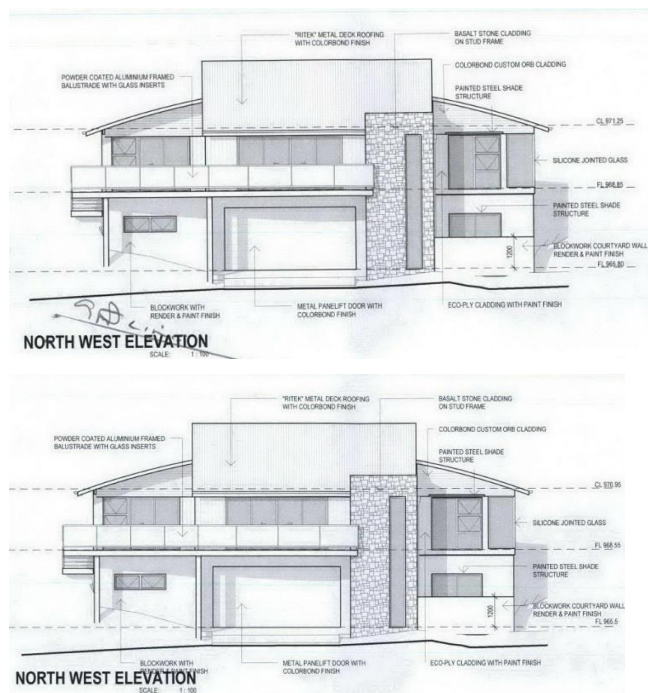 "RITEK" METAL DECK ROOFING
WITH COLORBOND FINISH
BASALT STONE CLADDING
ON STUD FRAME
POWDER COATED ALUMINIUM FRAMED
BALUSTRADE WITH GLASS INSERTS
COLORBOND CUSTOM ORB CLADDING
PAINTED STEEL SHADE
STRUCTURE
CL 971.25
SILICONE JOINTED GLASS
FL 968.85
PAINTED STEEL SHADE
STRUCTURE
1200
BLOCKWORK COURTYARD WALL
RENDER & PAINT FINISH
FL 965.80
BLOCKWORK WITH
RENDER & PAINT FINISH
METAL PANELIFT DOOR WITH
COLORBOND FINISH
ECO-PLY CLADDING WITH PAINT FINISH
NORTH WEST ELEVATION
SCALE: 1 : 100
"RITEK" METAL DECK ROOFING
WITH COLORBOND FINISH
BASALT STONE CLADDING
ON STUD FRAME
POWDER COATED ALUMINIUM FRAMED
BALUSTRADE WITH GLASS INSERTS
COLORBOND CUSTOM ORB CLADDING
PAINTED STEEL SHADE
STRUCTURE
CL 970.95
SILICONE JOINTED GLASS
FL 968.55
PAINTED STEEL SHADE
STRUCTURE
1200
BLOCKWORK COURTYARD WALL
RENDER & PAINT FINISH
FL 965.5
BLOCKWORK WITH
RENDER & PAINT FINISH
METAL PANELIFT DOOR WITH
COLORBOND FINISH
ECO-PLY CLADDING WITH PAINT FINISH
NORTH WEST ELEVATION
SCALE: 1 : 100